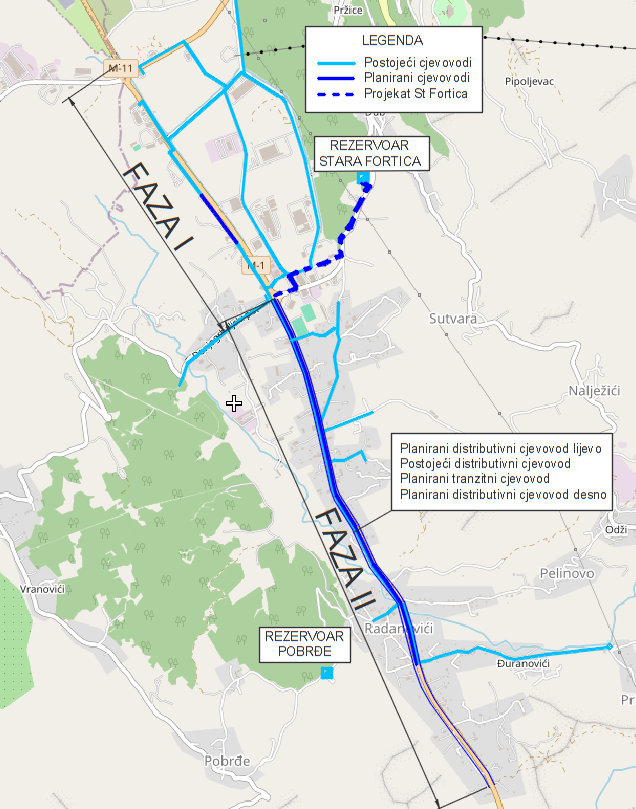 Pržice
LEGENDA
Postojeći cjevovodi
Planirani cjevovodi
Projekat St Fortica
M-11
Pipoljevac
Dub
REZERVOAR
STARA FORTICA
FAZA I
M-1
Sutvara
Nalježići
Planirani distributivni cjevovod lijevo
Postojeći distributivni cjevovod
Planirani tranzitni cjevovod
Planirani distributivni cjevovod desno
FAZA II
Odži
Pelinovo
Vranovići
Radanovići
REZERVOAR
POBRĐE
Đuranovići
Pr
Pobrđe